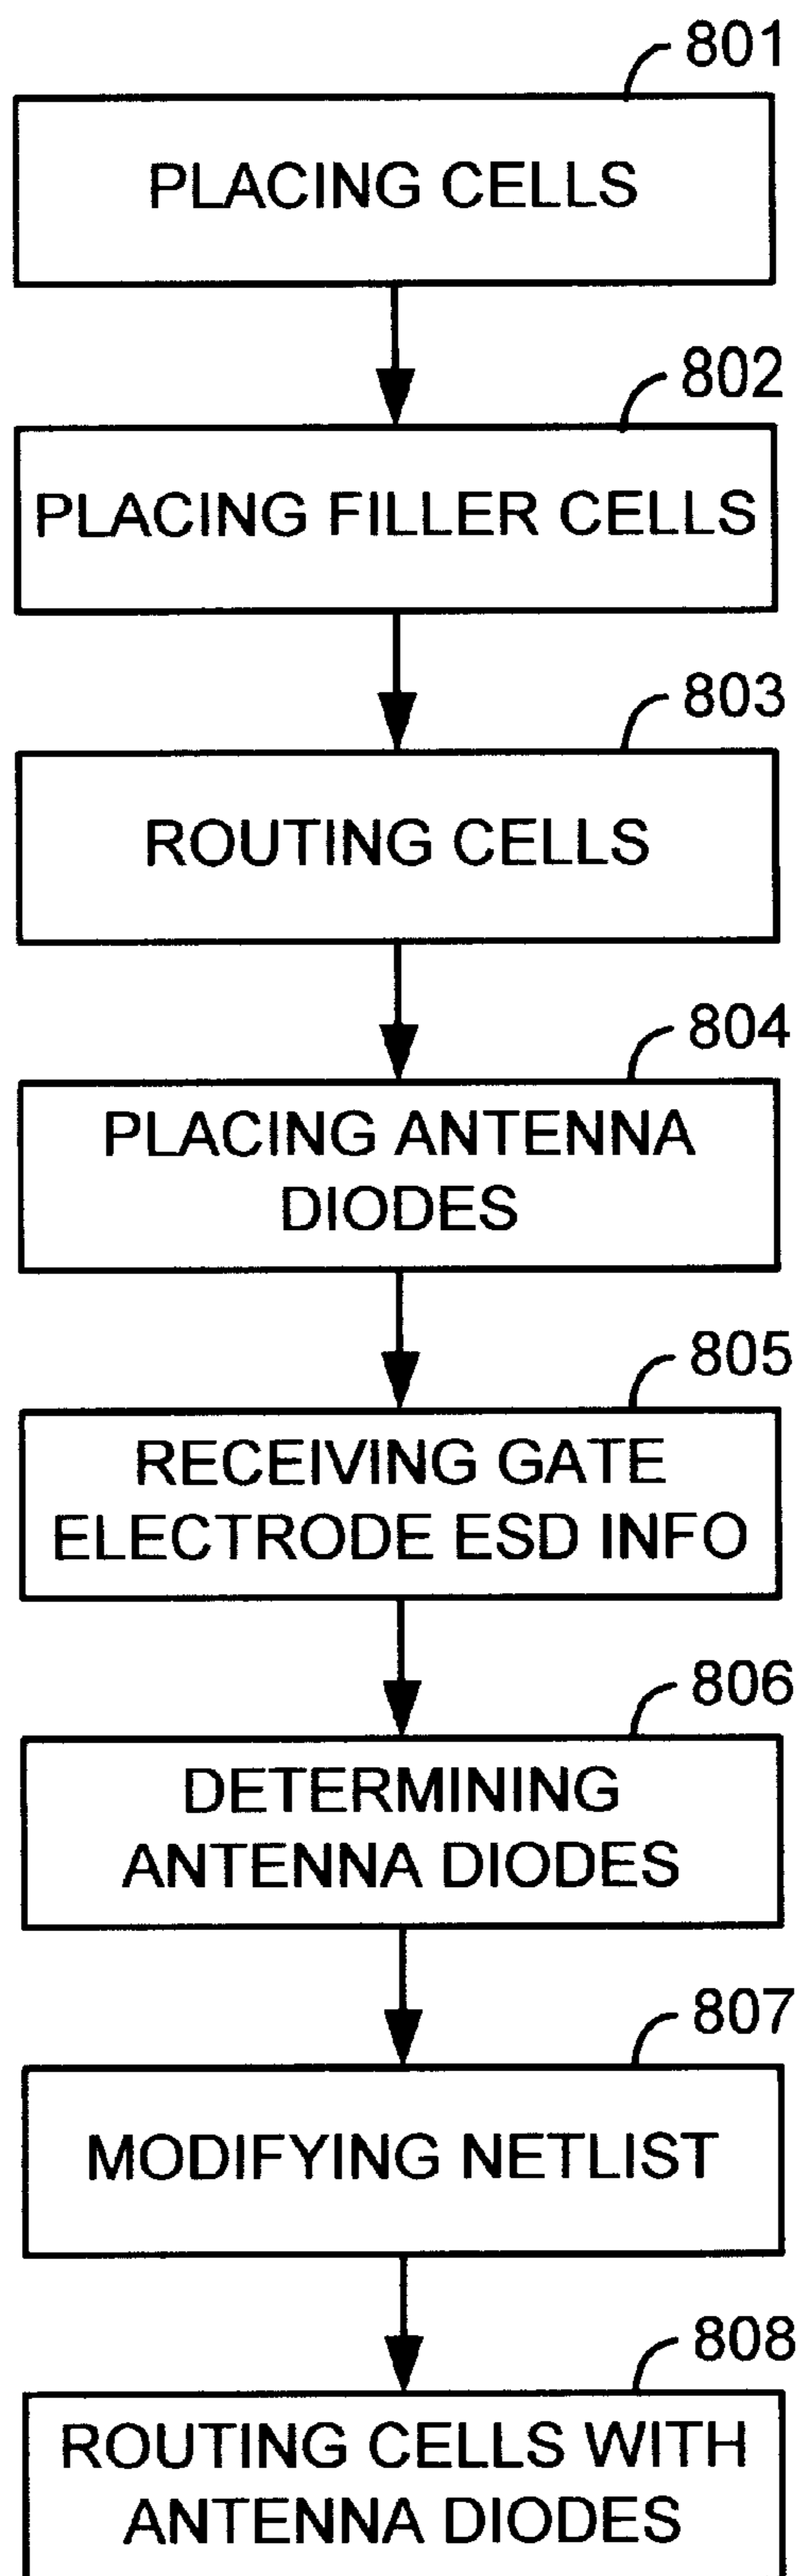 801
PLACING CELLS
802
PLACING FILLER CELLS
803
ROUTING CELLS
804
PLACING ANTENNA
DIODES
805
RECEIVING GATE
ELECTRODE ESD INFO
806
DETERMINING
ANTENNA DIODES
807
MODIFYING NETLIST
808
ROUTING CELLS WITH
ANTENNA DIODES